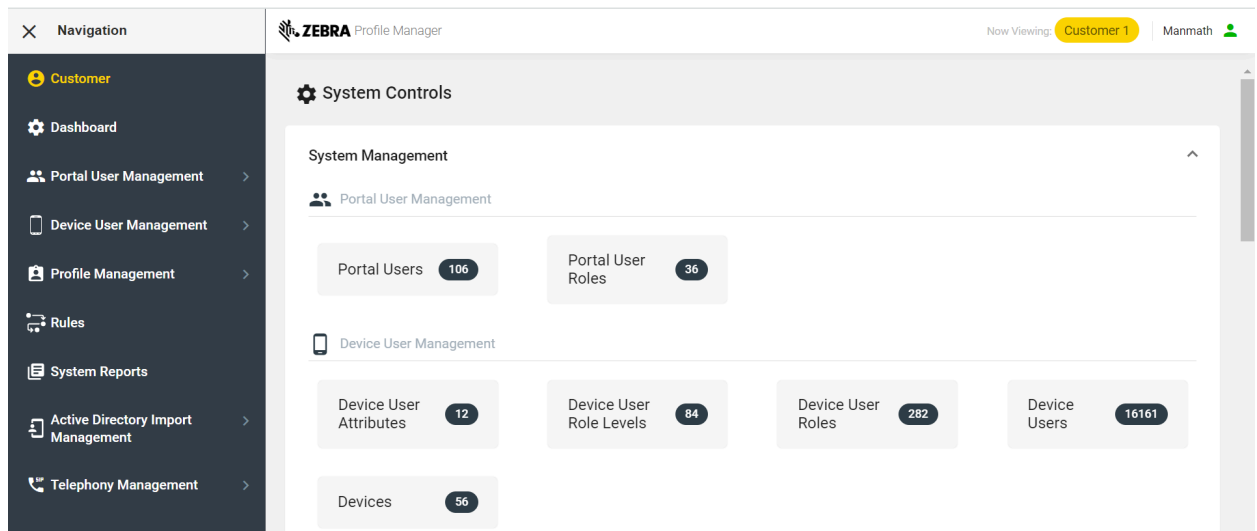 Navigation
ZEBRA Profile Manager
Now Viewing: Customer 1
Manmath
Customer
Dashboard
Portal User Management
Device User Management
Profile Management
Rules
System Reports
Active Directory Import
Management
SIP
Telephony Management
System Controls
System Management
Portal User Management
Portal Users 106
Portal User
Roles
36
Device User Management
Device User
Attributes
12
Device User
Role Levels
84
Device User
Roles
282
Device
Users
16161
Devices 56